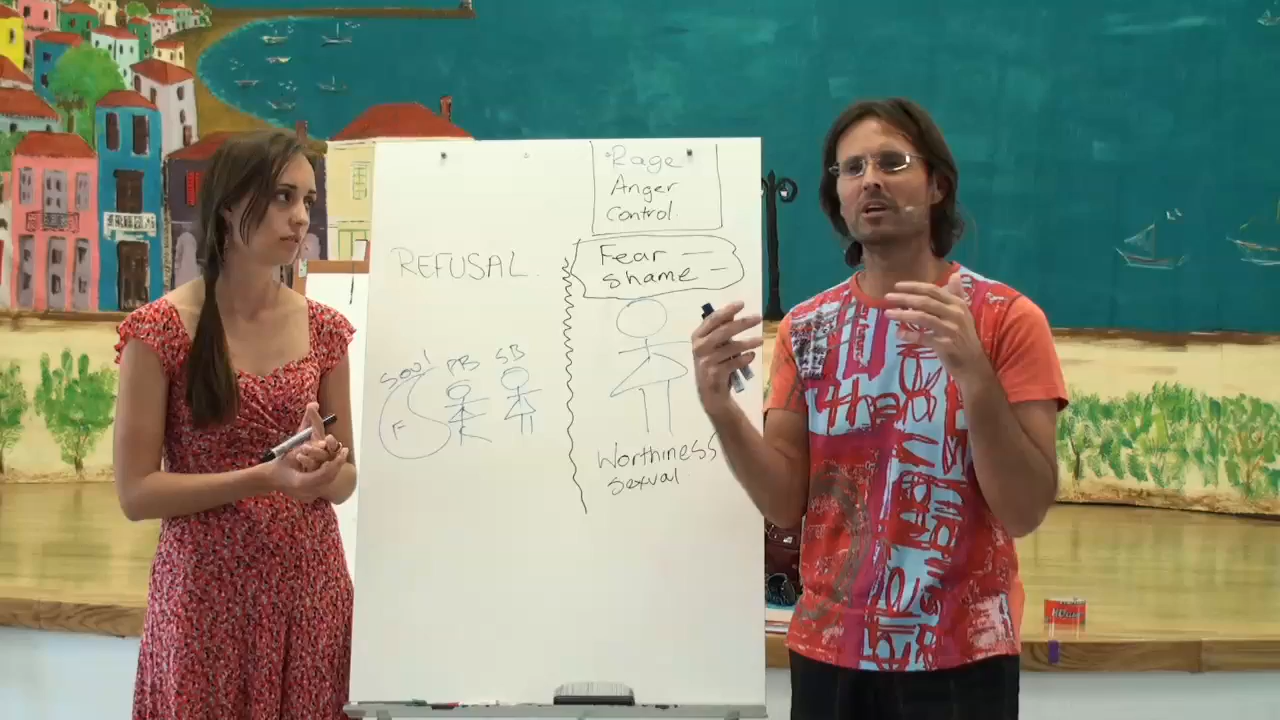 Rage
Anger
Control.
Fear —
Shame —
REFUSAL.
Soul
PB
SB
F
Worthiness
Sexual.